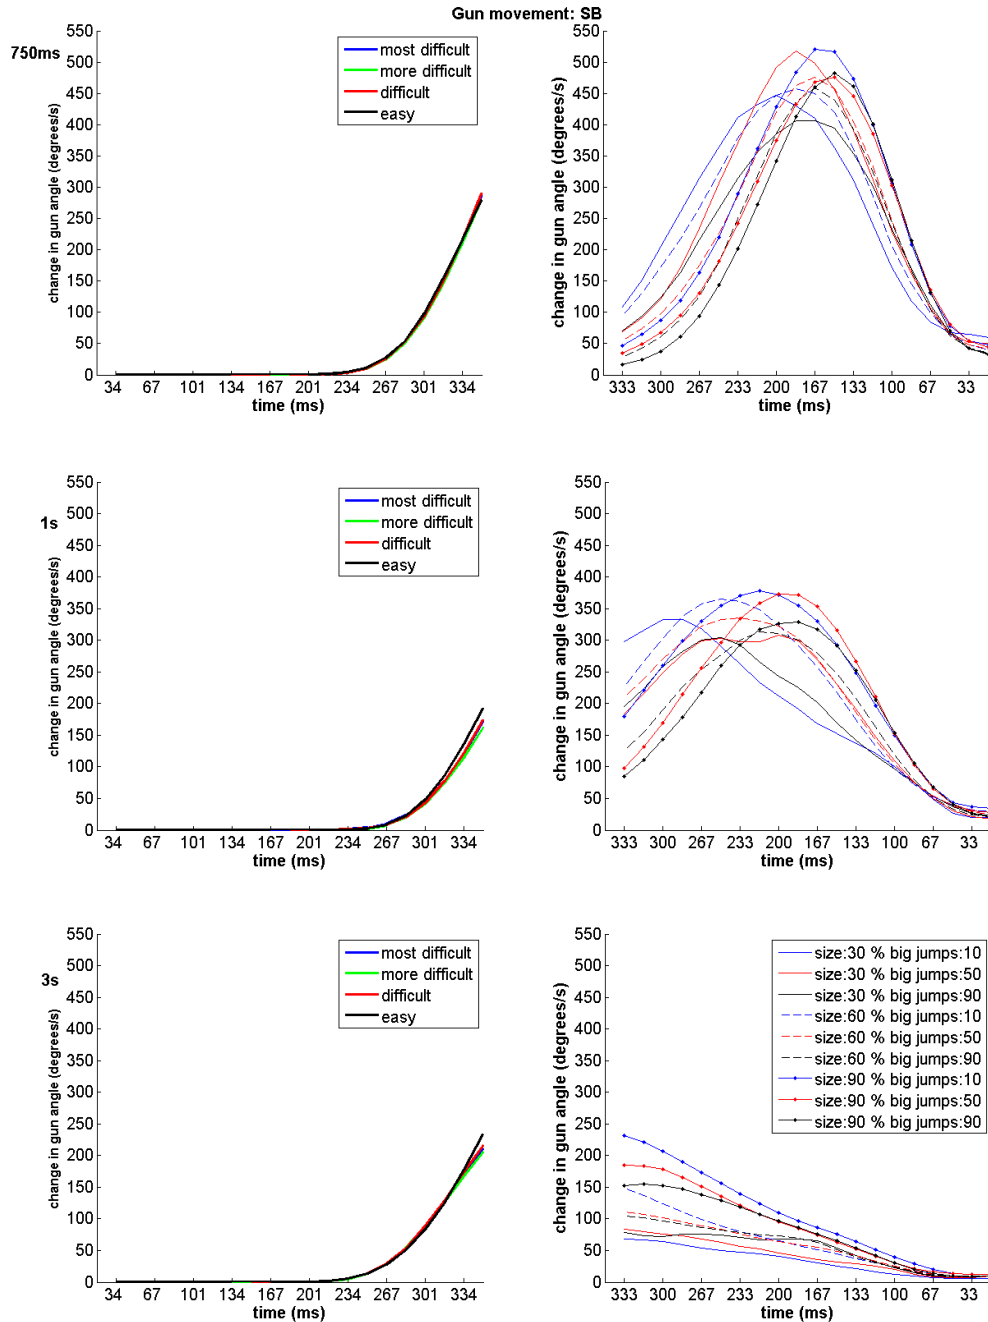 Gun movement: SB
750ms
550
500
450
400
350
300
250
200
150
100
50
0
change in gun angle (degrees/s)
most difficult
more difficult
difficult
easy
34 67 101 134 167 201 234 267 301 334
time (ms)
550
500
450
400
350
300
250
200
150
100
50
0
change in gun angle (degrees/s)
333 300 267 233 200 167 133 100 67 33
time (ms)
1s
550
500
450
400
350
300
250
200
150
100
50
0
change in gun angle (degrees/s)
most difficult
more difficult
difficult
easy
34 67 101 134 167 201 234 267 301 334
time (ms)
550
500
450
400
350
300
250
200
150
100
50
0
change in gun angle (degrees/s)
333 300 267 233 200 167 133 100 67 33
time (ms)
3s
550
500
450
400
350
300
250
200
150
100
50
0
change in gun angle (degrees/s)
most difficult
more difficult
difficult
easy
34 67 101 134 167 201 234 267 301 334
time (ms)
550
500
450
400
350
300
250
200
150
100
50
0
change in gun angle (degrees/s)
size:30 % big jumps:10
size:30 % big jumps:50
size:30 % big jumps:90
size:60 % big jumps:10
size:60 % big jumps:50
size:60 % big jumps:90
size:90 % big jumps:10
size:90 % big jumps:50
size:90 % big jumps:90
333 300 267 233 200 167 133 100 67 33
time (ms)